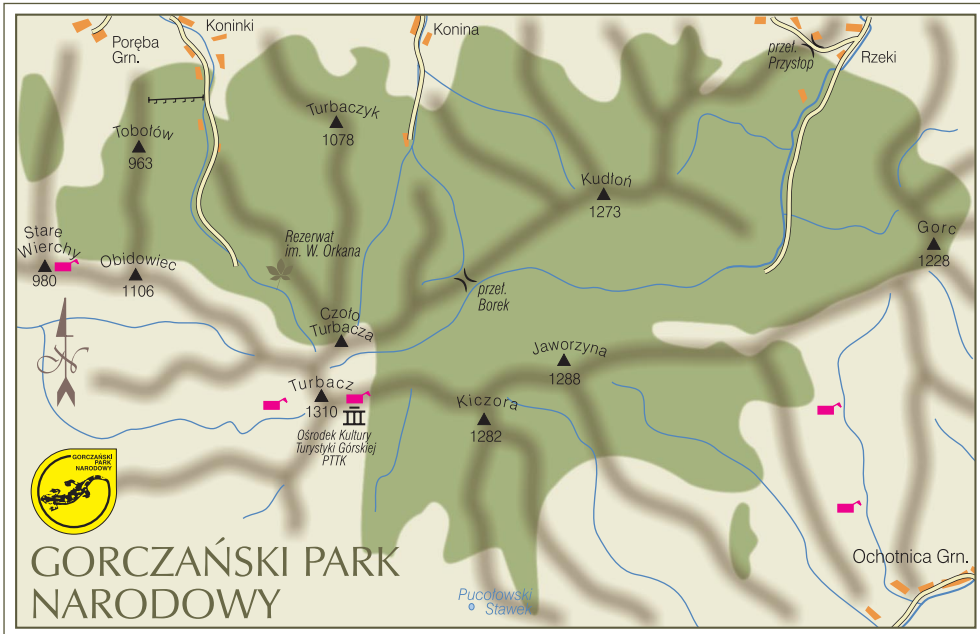 Koninki
Poręba
Grn.
Konina
przeł.
Przysłop
Rzeki
Turbaczyk
1078
Tobołów
963
Kudłoń
1273
Stare
Wierchy
980
Obidowiec
1106
Rezerwat
im. W. Orkana
Gorc
1228
przeł.
Borek
Czoło
Turbacza
N
Jaworzyna
1288
Turbacz
1310
Kiczora
1282
Ośrodek Kultury
Turystyki Górskiej
PTTK
GORCZAŃSKI
PARK
NARODOWY
GORCZAŃSKI PARK
NARODOWY
Ochotnica Grn.
Pucołowski
Stawek